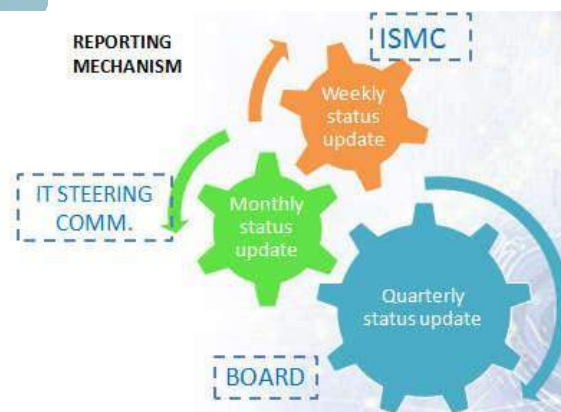 REPORTING
MECHANISM
ISMC
Weekly
status
update
IT STEERING
COMM.
Monthly
status
update
Quarterly
status update
BOARD